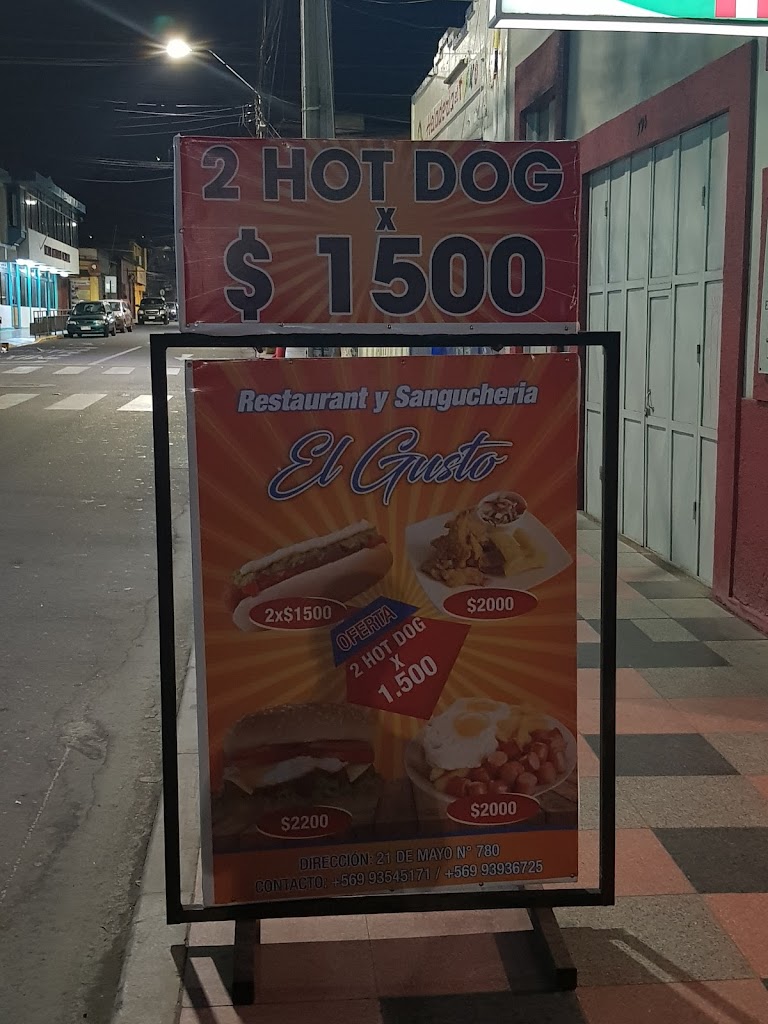 2 HOT DOG
X
$ 1500
Restaurant y Sangucheria
El Gusto
2x$1500
$2000
OFERTA
2 HOT DOG
X
1.500
$2200
$2000
DIRECCION: 21 DE MAYO N° 780
CONTACTO: +569 93545171 / +569 93936725